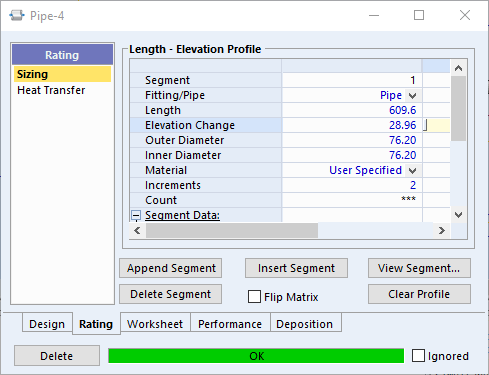 Pipe-4
Rating
Sizing
Heat Transfer
Length - Elevation Profile
Segment 1
Fitting/Pipe Pipe
Length 609.6
Elevation Change 28.96
Outer Diameter 76.20
Inner Diameter 76.20
Material User Specified
Increments 2
Count ***
Segment Data:
Append Segment Insert Segment View Segment...
Delete Segment Flip Matrix Clear Profile
Design Rating Worksheet Performance Deposition
Delete OK Ignored